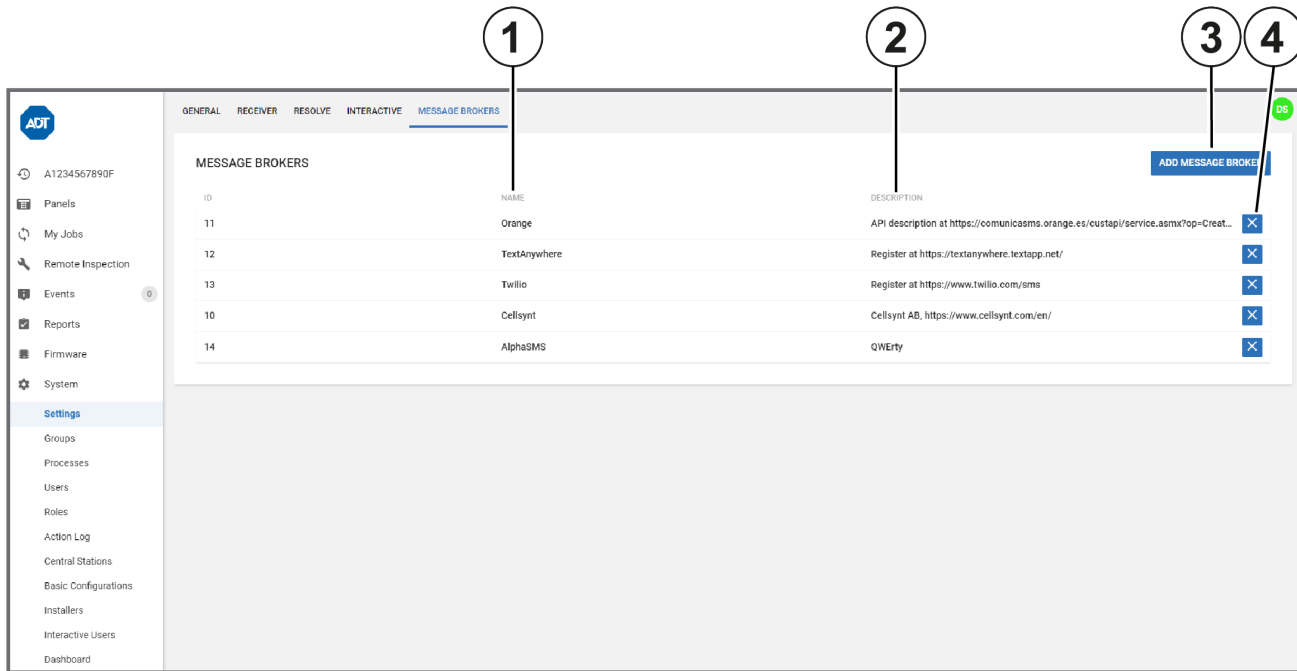 1 2 3 4
ADT
GENERAL RECEIVER RESOLVE INTERACTIVE MESSAGE BROKERS DS
MESSAGE BROKERS ADD MESSAGE BROKER
ID NAME DESCRIPTION
11 Orange API description at https://comunicasms.orange.es/custapi/service.asmx?op=Creat...
12 TextAnywhere Register at https://textanywhere.textapp.net/
13 Twilio Register at https://www.twilio.com/sms
10 Cellsynt Cellsynt AB, https://www.cellsynt.com/en/
14 AlphaSMS QWErty
A1234567890F
Panels
My Jobs
Remote Inspection
Events 0
Reports
Firmware
System
Settings
Groups
Processes
Users
Roles
Action Log
Central Stations
Basic Configurations
Installers
Interactive Users
Dashboard